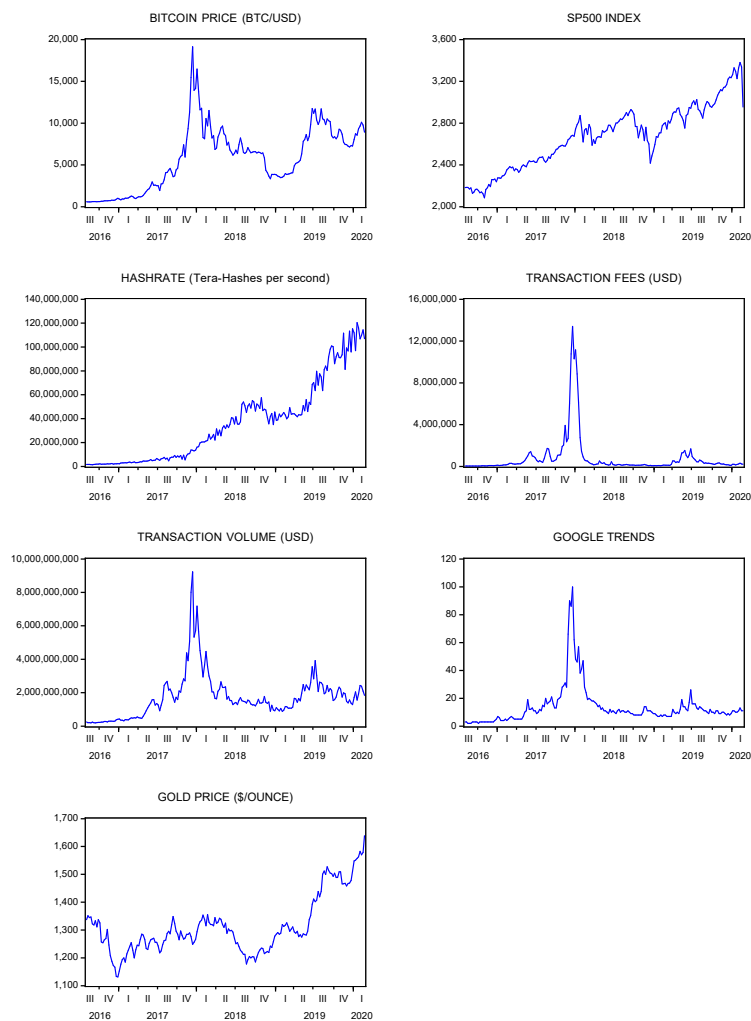 BITCOIN PRICE (BTC/USD)
20,000
15,000
10,000
5,000
0
III IV I II III IV I II III IV I II III IV I
2016 2017 2018 2019 2020
SP500 INDEX
3,600
3,200
2,800
2,400
2,000
III IV I II III IV I II III IV I II III IV I
2016 2017 2018 2019 2020
HASHRATE (Tera-Hashes per second)
140,000,000
120,000,000
100,000,000
80,000,000
60,000,000
40,000,000
20,000,000
0
III IV I II III IV I II III IV I II III IV I
2016 2017 2018 2019 2020
TRANSACTION FEES (USD)
16,000,000
12,000,000
8,000,000
4,000,000
0
III IV I II III IV I II III IV I II III IV I
2016 2017 2018 2019 2020
TRANSACTION VOLUME (USD)
10,000,000,000
8,000,000,000
6,000,000,000
4,000,000,000
2,000,000,000
0
III IV I II III IV I II III IV I II III IV I
2016 2017 2018 2019 2020
GOOGLE TRENDS
120
100
80
60
40
20
0
III IV I II III IV I II III IV I II III IV I
2016 2017 2018 2019 2020
GOLD PRICE ($/OUNCE)
1,700
1,600
1,500
1,400
1,300
1,200
1,100
III IV I II III IV I II III IV I II III IV I
2016 2017 2018 2019 2020